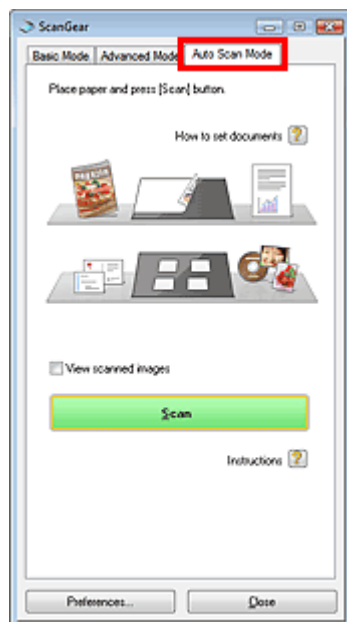 ScanGear
Basic Mode Advanced Mode Auto Scan Mode
Place paper and press [Scan] button.
How to set documents
View scanned images
Scan
Instructions
Preferences... Close